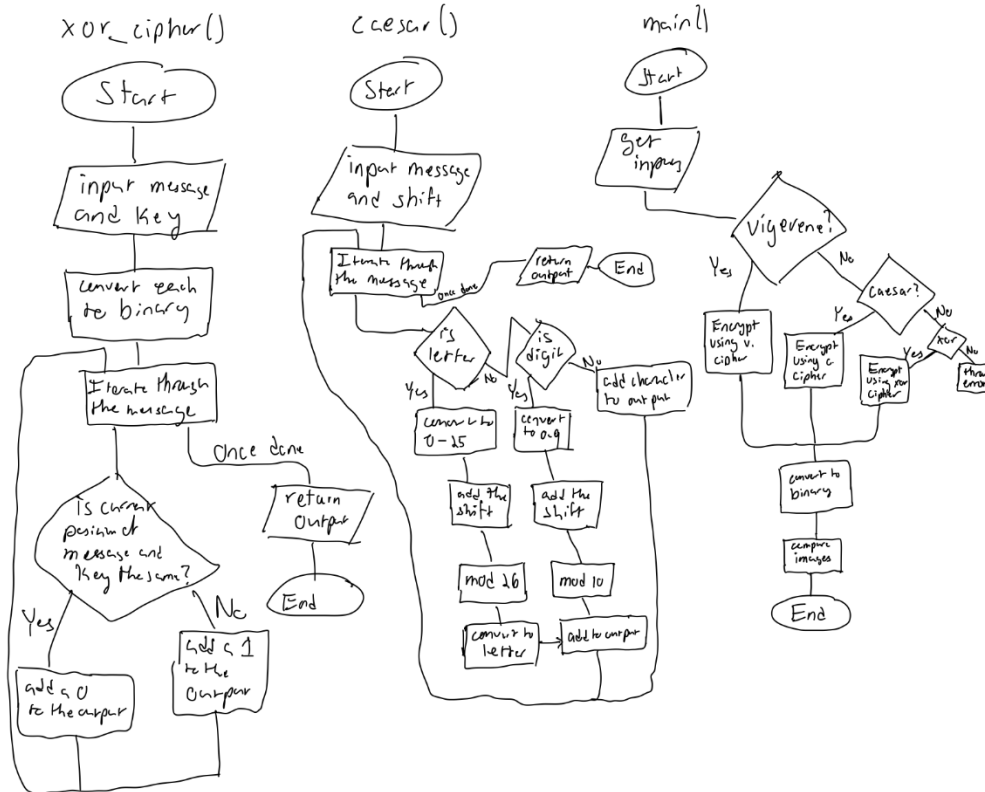 xor_cipher()
Start
input message
and key
convert each
to binary
Iterate through
the message
Once done
return
output
End
is current
message and
key the same?
Yes
No
add a 0
to the output
add a 1
to the
output
caesar()
Start
input message
and shift
Iterate through
the message
once done
return
output
End
is
letter
Yes
No
is
digit
Yes
No
convert to
0-25
convert
to 0-9
add character
to output
add the
shift
add the
shift
mod 26
mod 10
convert to
letter
add to output
main()
Start
get
vigerene?
Yes
No
Encrypt
using v.
cipher
caesar?
Yes
No
Encrypt
using c
cipher
xor
Yes
No
Encrypt
using xor
cipher
throw
error
convert to
binary
compare
images
End